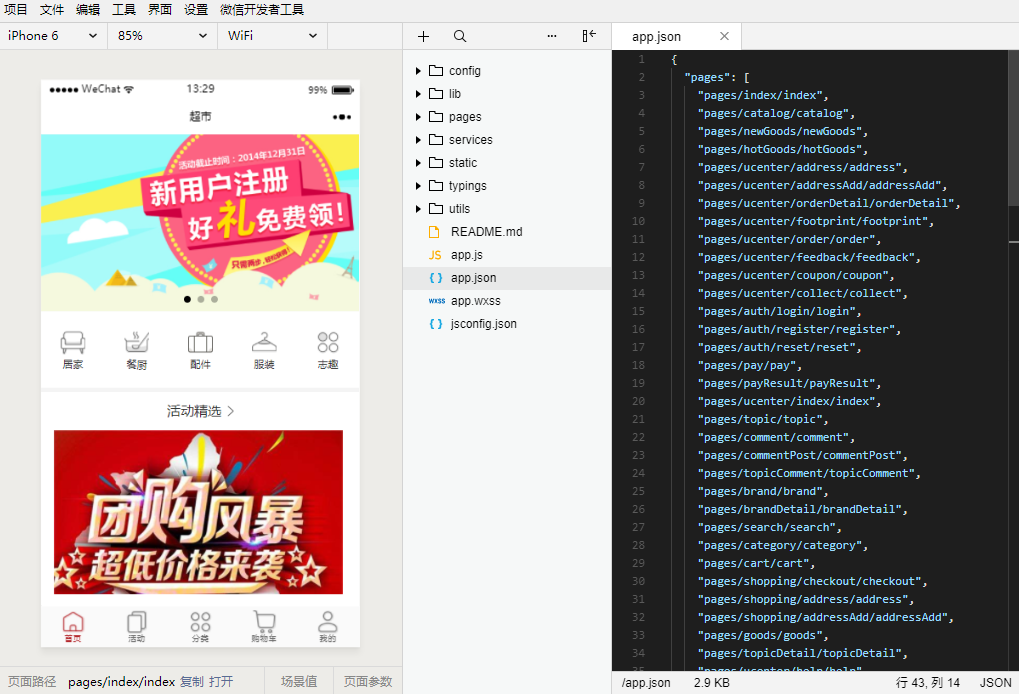 项目 文件 编辑 工具 界面 设置 微信开发者工具
iPhone 6 85% WiFi
WeChat 13:29 99%
超市
活动截止时间：2014年12月31日
新用户注册
好礼免费领！
只需两步，轻松获得！
居家 餐厨 配件 服装 志趣
活动精选
团购风暴
超低价格来袭
首页 活动 分类 购物车 我的
页面路径 pages/index/index 复制 打开 场景值 页面参数
config
lib
pages
services
static
typings
utils
README.md
JS app.js
{ } app.json
wxss app.wxss
{ } jsconfig.json
app.json
1 {
2 "pages": [
3 "pages/index/index",
4 "pages/catalog/catalog",
5 "pages/newGoods/newGoods",
6 "pages/hotGoods/hotGoods",
7 "pages/ucenter/address/address",
8 "pages/ucenter/addressAdd/addressAdd",
9 "pages/ucenter/orderDetail/orderDetail",
10 "pages/ucenter/footprint/footprint",
11 "pages/ucenter/order/order",
12 "pages/ucenter/feedback/feedback",
13 "pages/ucenter/coupon/coupon",
14 "pages/ucenter/collect/collect",
15 "pages/auth/login/login",
16 "pages/auth/register/register",
17 "pages/auth/reset/reset",
18 "pages/pay/pay",
19 "pages/payResult/payResult",
20 "pages/ucenter/index/index",
21 "pages/topic/topic",
22 "pages/comment/comment",
23 "pages/commentPost/commentPost",
24 "pages/topicComment/topicComment",
25 "pages/brand/brand",
26 "pages/brandDetail/brandDetail",
27 "pages/search/search",
28 "pages/category/category",
29 "pages/cart/cart",
30 "pages/shopping/checkout/checkout",
31 "pages/shopping/address/address",
32 "pages/shopping/addressAdd/addressAdd",
33 "pages/goods/goods",
34 "pages/topicDetail/topicDetail",
35 "pages/ucenter/help/help"
/app.json 2.9 KB 行 43, 列 14 JSON